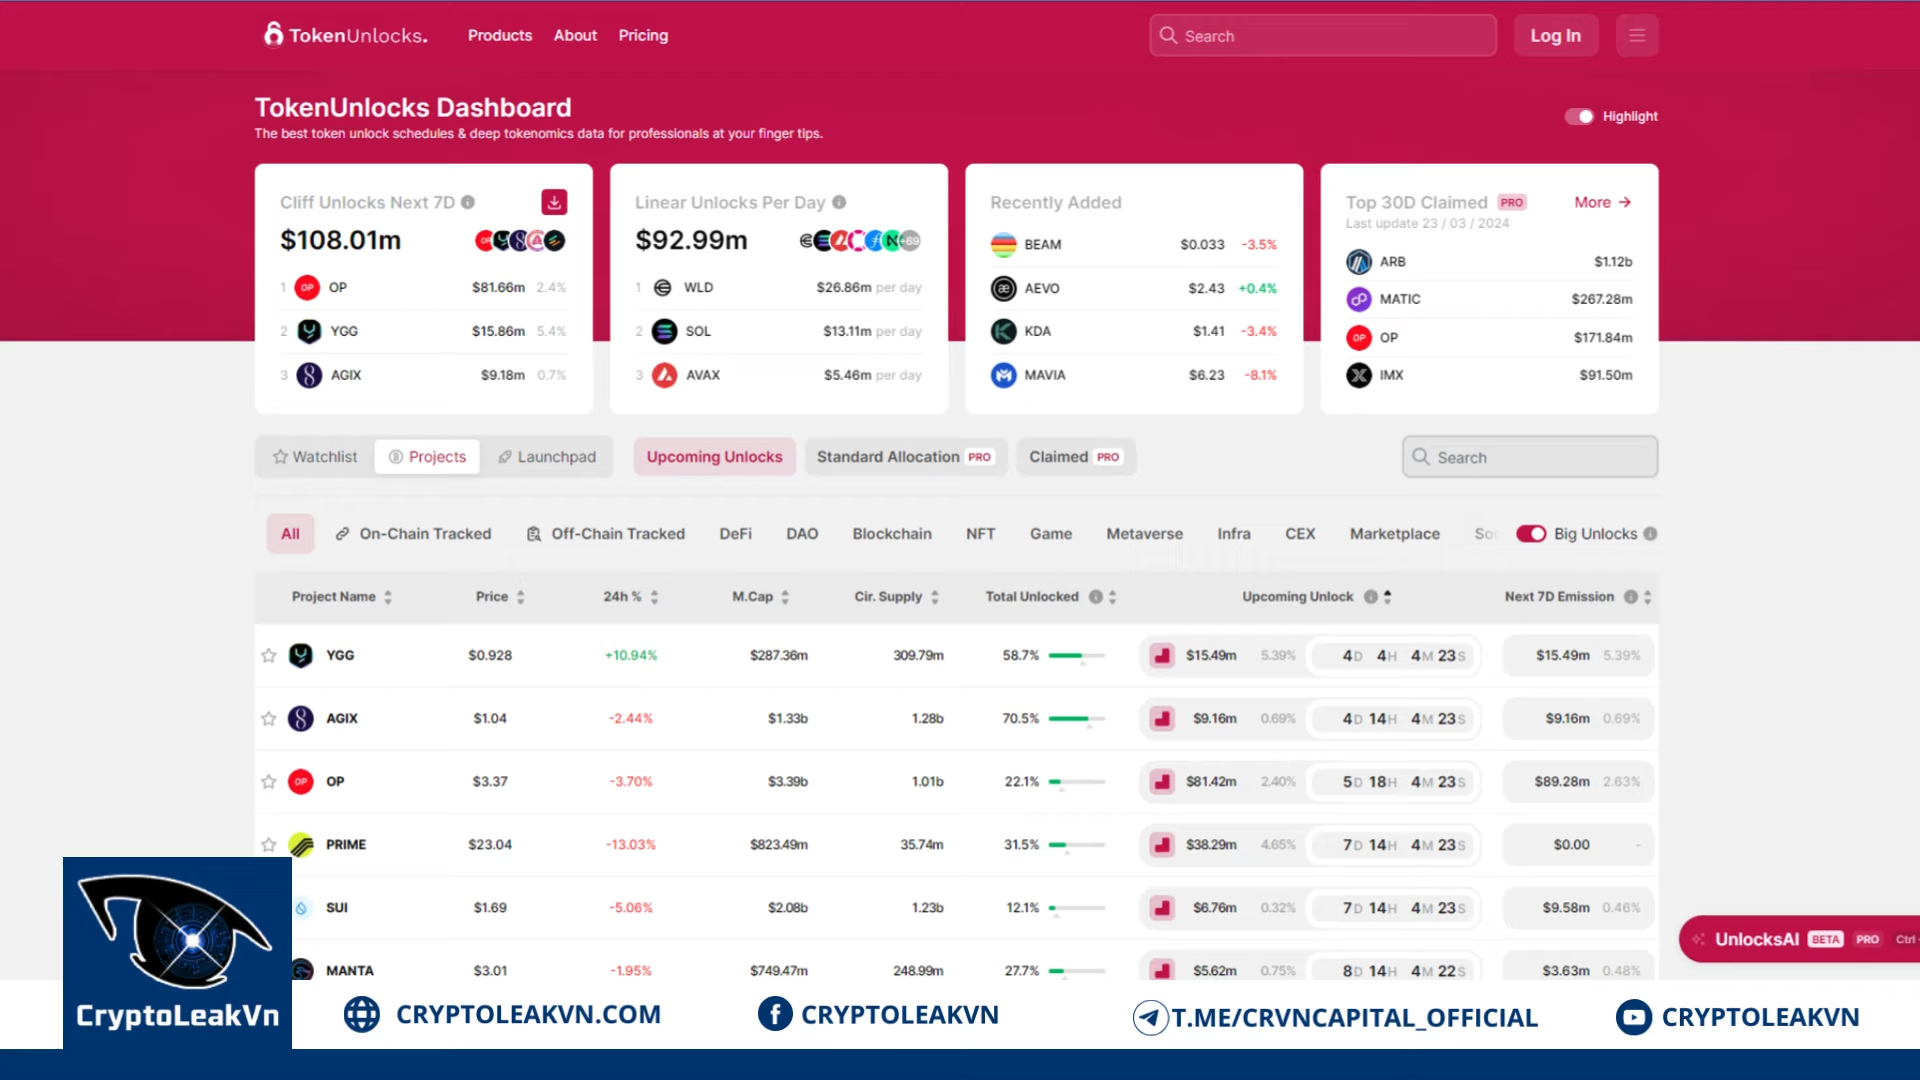 TokenUnlocks.
Products
About
Pricing
Search
Log In
TokenUnlocks Dashboard
The best token unlock schedules & deep tokenomics data for professionals at your finger tips.
Highlight
Cliff Unlocks Next 7D
$108.01m
1 OP $81.66m 2.4%
2 YGG $15.86m 5.4%
3 AGIX $9.18m 0.7%
Linear Unlocks Per Day
$92.99m +69
1 WLD $26.86m per day
2 SOL $13.11m per day
3 AVAX $5.46m per day
Recently Added
BEAM $0.033 -3.5%
AEVO $2.43 +0.4%
KDA $1.41 -3.4%
MAVIA $6.23 -8.1%
Top 30D Claimed PRO More →
Last update 23 / 03 / 2024
ARB $1.12b
MATIC $267.28m
OP $171.84m
IMX $91.50m
Watchlist Projects Launchpad Upcoming Unlocks Standard Allocation PRO Claimed PRO Search
All On-Chain Tracked Off-Chain Tracked DeFi DAO Blockchain NFT Game Metaverse Infra CEX Marketplace Big Unlocks
Project Name Price 24h % M.Cap Cir. Supply Total Unlocked Upcoming Unlock Next 7D Emission
YGG $0.928 +10.94% $287.36m 309.79m 58.7% $15.49m 5.39% 4D 4H 4M 23S $15.49m 5.39%
AGIX $1.04 -2.44% $1.33b 1.28b 70.5% $9.16m 0.69% 4D 14H 4M 23S $9.16m 0.69%
OP OP $3.37 -3.70% $3.39b 1.01b 22.1% $81.42m 2.40% 5D 18H 4M 23S $89.28m 2.63%
PRIME $23.04 -13.03% $823.49m 35.74m 31.5% $38.29m 4.65% 7D 14H 4M 23S $0.00 -
SUI $1.69 -5.06% $2.08b 1.23b 12.1% $6.76m 0.32% 7D 14H 4M 23S $9.58m 0.46%
MANTA $3.01 -1.95% $749.47m 248.99m 27.7% $5.62m 0.75% 8D 14H 4M 22S $3.63m 0.48%
UnlocksAI BETA PRO Ctrl
CryptoLeakVn
CRYPTOLEAKVN.COM
CRYPTOLEAKVN
T.ME/CRVNCAPITAL_OFFICIAL
CRYPTOLEAKVN